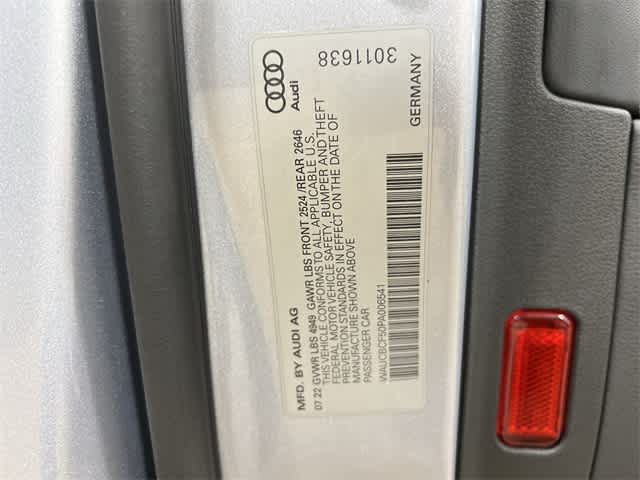 MFD. BY AUDI AG
07 22 GVWR LBS 4949 GAWR LBS FRONT 2524 /REAR 2646
THIS VEHICLE CONFORMS TO ALL APPLICABLE U.S.
FEDERAL MOTOR VEHICLE SAFETY, BUMPER AND THEFT
PREVENTION STANDARDS IN EFFECT ON THE DATE OF
MANUFACTURE SHOWN ABOVE
PASSENGER CAR
WAUCBCF50PA006541
Audi
3011638
GERMANY